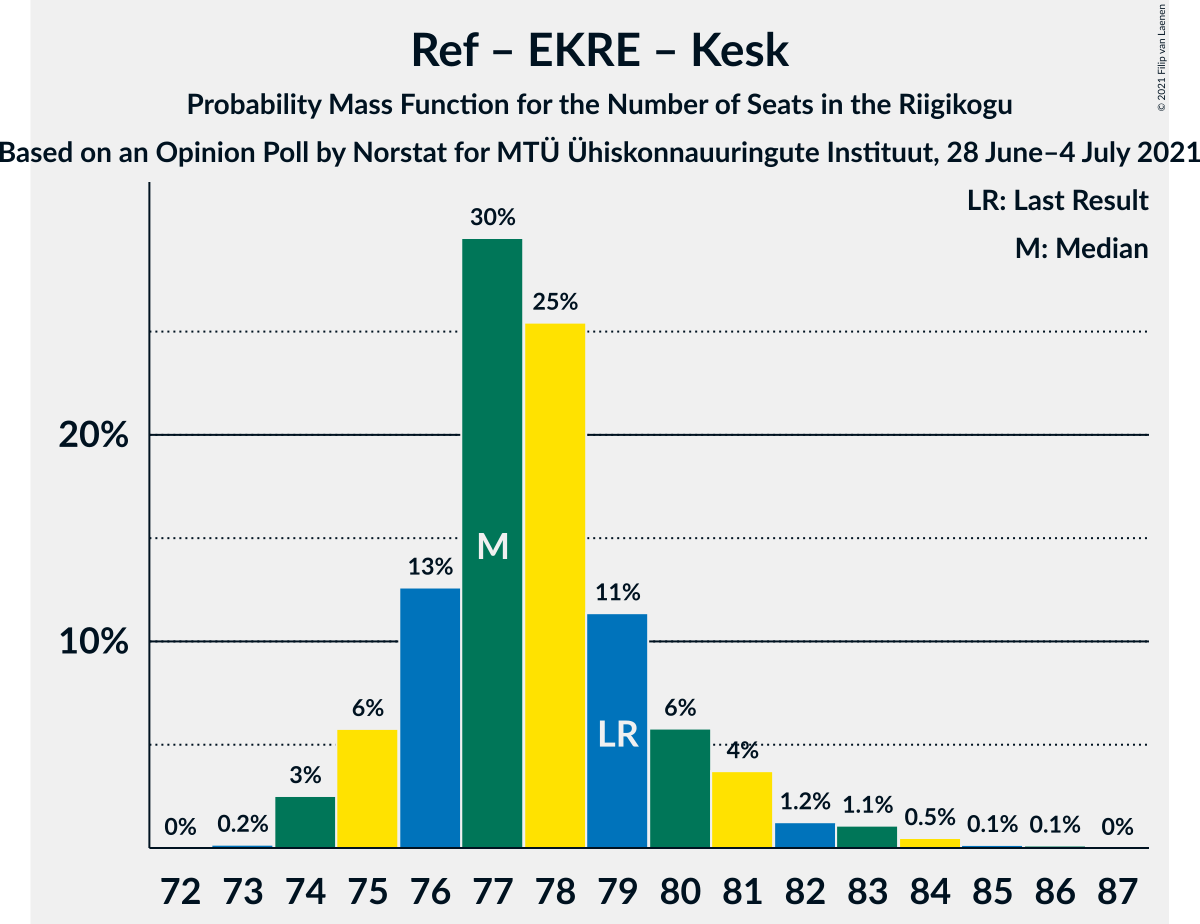 Ref – EKRE – Kesk
Probability Mass Function for the Number of Seats in the Riigikogu
Based on an Opinion Poll by Norstat for MTÜ Ühiskonnauuringute Instituut, 28 June–4 July 2021
© 2021 Filip van Laenen
LR: Last Result
M: Median
20%
10%
0%
0.2%
3%
6%
13%
30%
25%
11%
6%
4%
1.2%
1.1%
0.5%
0.1%
0.1%
0%
M
LR
72 73 74 75 76 77 78 79 80 81 82 83 84 85 86 87